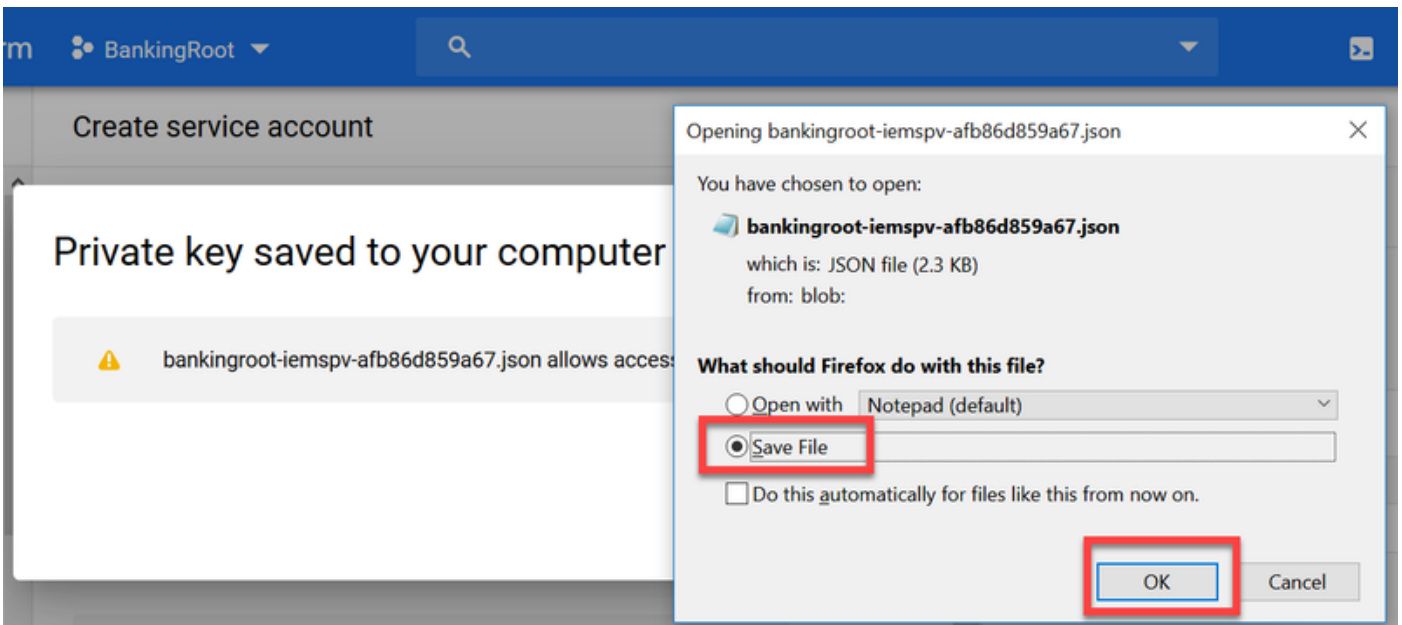 BankingRoot
Create service account
Private key saved to your computer
bankingroot-iemspv-afb86d859a67.json allows
Opening bankingroot-iemspv-afb86d859a67.json
You have chosen to open:
bankingroot-iemspv-afb86d859a67.json
which is: JSON file (2.3 KB)
from: blob:
What should Firefox do with this file?
Open with Notepad (default)
Save File
Do this automatically for files like this from now on.
OK Cancel